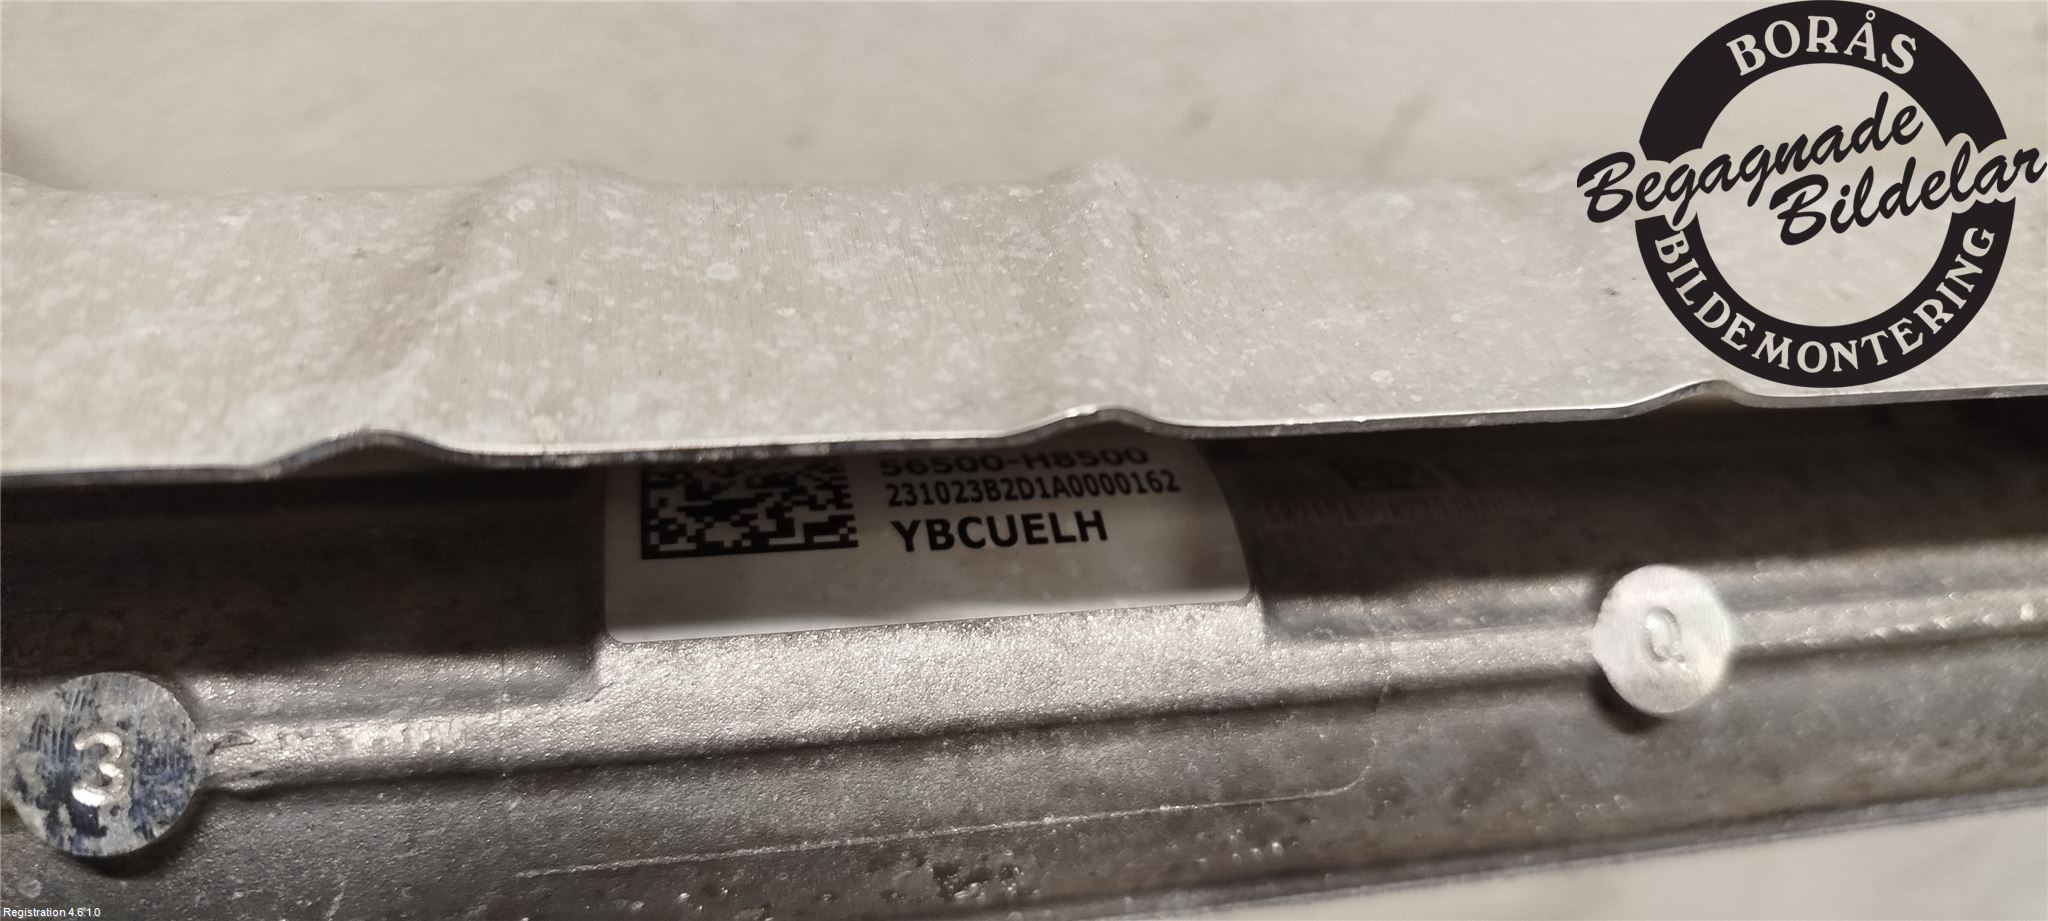 BORÅS
Begagnade
Bildelar
BILDEMONTERING
56500-H8500
231023B2D1A0000162
YBCUELH
3
Registration 4.6.1.0